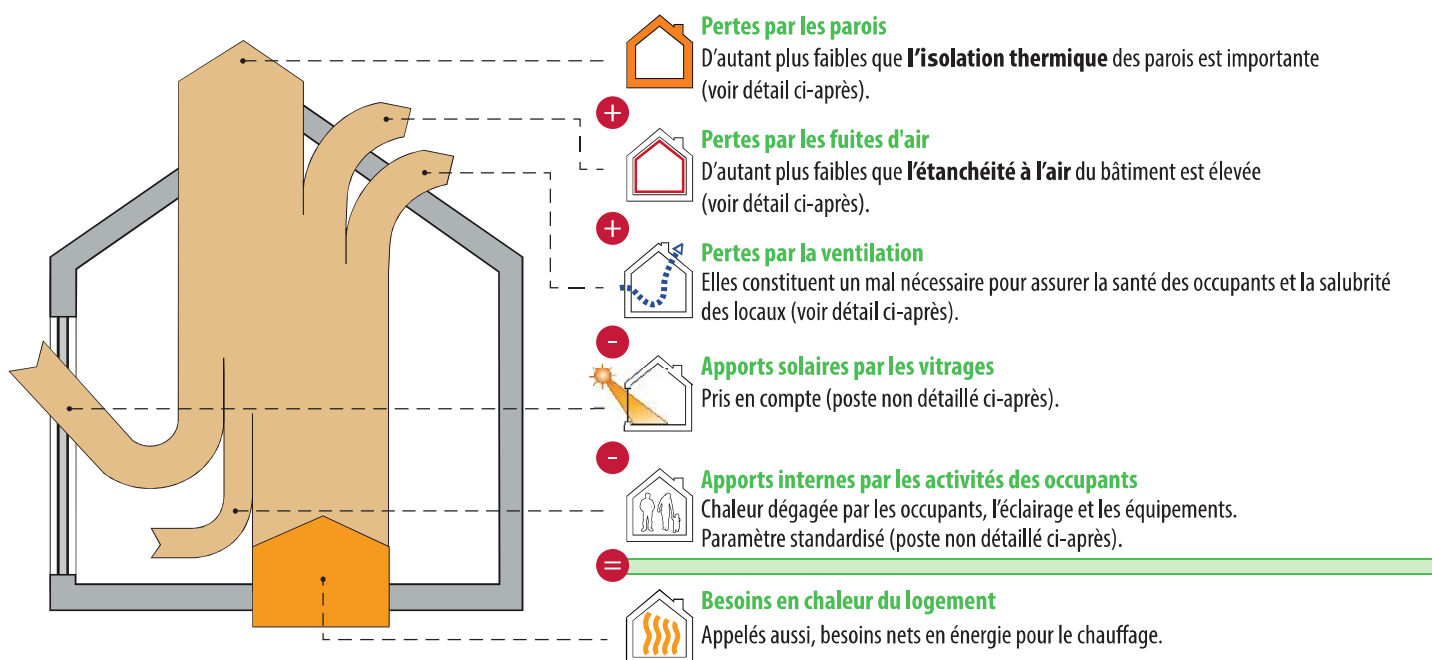 Pertes par les parois
D'autant plus faibles que l'isolation thermique des parois est importante
(voir détail ci-après).
+
Pertes par les fuites d'air
D'autant plus faibles que l'étanchéité à l'air du bâtiment est élevée
(voir détail ci-après).
+
Pertes par la ventilation
Elles constituent un mal nécessaire pour assurer la santé des occupants et la salubrité
des locaux (voir détail ci-après).
-
Apports solaires par les vitrages
Pris en compte (poste non détaillé ci-après).
-
Apports internes par les activités des occupants
Chaleur dégagée par les occupants, l'éclairage et les équipements.
Paramètre standardisé (poste non détaillé ci-après).
=
Besoins en chaleur du logement
Appelés aussi, besoins nets en énergie pour le chauffage.